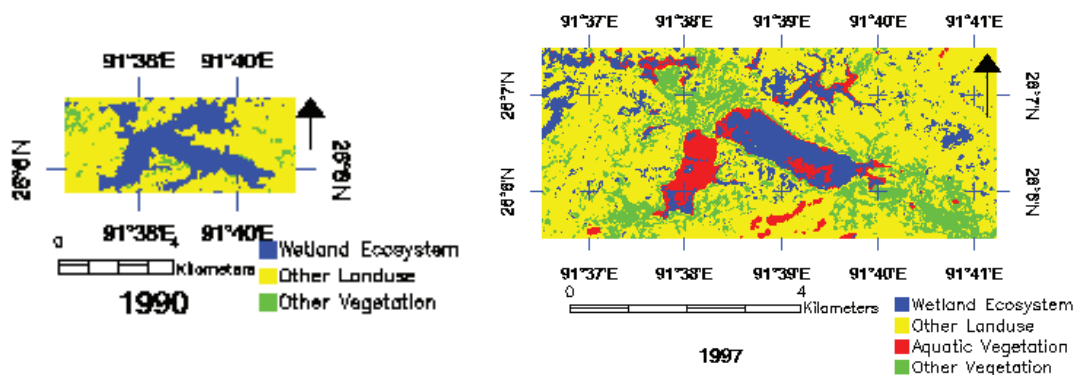 91°38'E 91°40'E
26°6'N 26°6'N
91°38'E 91°40'E
0 4
Kilometers
1990
Wetland Ecosystem
Other Landuse
Other Vegetation
91°37'E 91°38'E 91°39'E 91°40'E 91°41'E
26°7'N 26°7'N
26°6'N 26°6'N
91°37'E 91°38'E 91°39'E 91°40'E 91°41'E
0 4
Kilometers
1997
Wetland Ecosystem
Other Landuse
Aquatic Vegetation
Other Vegetation